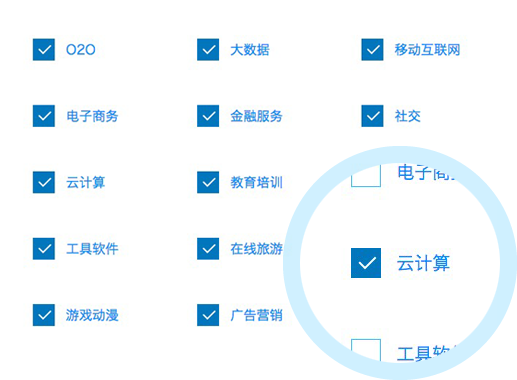 O2O 大数据 移动互联网
电子商务 金融服务 社交
云计算 教育培训
工具软件 在线旅游
游戏动漫 广告营销
电子商
云计算
工具软